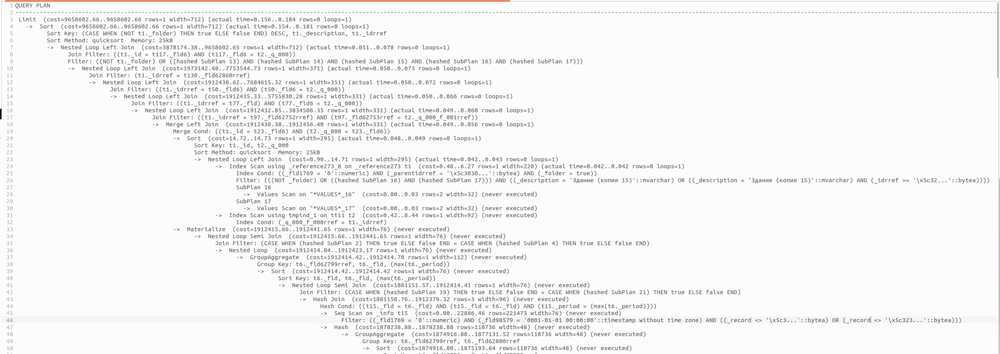 1 QUERY PLAN
2 --------------------------------------------------------------------------------
3 Limit  (cost=9658602.66..9658602.66 rows=1 width=712) (actual time=0.156..0.184 rows=0 loops=1)
4 -> Sort  (cost=9658602.66..9658602.66 rows=1 width=712) (actual time=0.154..0.181 rows=0 loops=1)
5 Sort Key: (CASE WHEN (NOT t1._folder) THEN true ELSE false END) DESC, t1._description, t1._idrref
6 Sort Method: quicksort  Memory: 25kB
7 -> Nested Loop Left Join  (cost=3878174.38..9658602.65 rows=1 width=712) (actual time=0.051..0.078 rows=0 loops=1)
8 Join Filter: ((t1._id = t117._fld6) AND (t117._fld6 = t2._q_000))
9 Filter: ((NOT t1._folder) OR ((hashed SubPlan 13) AND (hashed SubPlan 14) AND (hashed SubPlan 15) AND (hashed SubPlan 16) AND (hashed SubPlan 17)))
10 -> Nested Loop Left Join  (cost=1973142.48..7753544.73 rows=1 width=371) (actual time=0.050..0.073 rows=0 loops=1)
11 Join Filter: (t1._idrref = t130._fld62860rref)
12 -> Nested Loop Left Join  (cost=1912438.62..7684615.32 rows=1 width=351) (actual time=0.050..0.072 rows=0 loops=1)
13 Join Filter: ((t1._idrref = t50._fld6) AND (t50._fld6 = t2._q_000))
14 -> Nested Loop Left Join  (cost=1912435.33..5755830.28 rows=1 width=331) (actual time=0.050..0.066 rows=0 loops=1)
15 Join Filter: ((t1._idrref = t77._fld) AND (t77._fld6 = t2._q_000))
16 -> Nested Loop Left Join  (cost=1912432.85..3834506.35 rows=1 width=331) (actual time=0.049..0.060 rows=0 loops=1)
17 Join Filter: ((t1._idrref = t97._fld62752rref) AND (t97._fld62753rref = t2._q_000_f_001rref))
18 -> Merge Left Join  (cost=1912430.38..1912456.40 rows=1 width=331) (actual time=0.049..0.056 rows=0 loops=1)
19 Merge Cond: ((t1._id = t23._fld6) AND (t2._q_000 = t23._fld6))
20 -> Sort  (cost=14.72..14.73 rows=1 width=295) (actual time=0.048..0.049 rows=0 loops=1)
21 Sort Key: t1._id, t2._q_000
22 Sort Method: quicksort  Memory: 25kB
23 -> Nested Loop Left Join  (cost=0.90..14.71 rows=1 width=295) (actual time=0.042..0.043 rows=0 loops=1)
24 -> Index Scan using _reference273_8 on _reference273 t1  (cost=0.48..6.27 rows=1 width=220) (actual time=0.042..0.042 rows=0 loops=1)
25 Index Cond: ((_fld1769 = '0'::numeric) AND (_parentidrref = '\x5c3030...'::bytea) AND (_folder = true))
26 Filter: (((NOT _folder) OR ((hashed SubPlan 16) AND (hashed SubPlan 17))) AND ((_description > 'Здание (копия 15)'::mvarchar) OR ((_description = 'Здание (копия 15)'::mvarchar) AND (_idrref >= '\x5c32...'::bytea))))
27 SubPlan 16
28 -> Values Scan on "*VALUES*_16"  (cost=0.00..0.03 rows=2 width=32) (never executed)
29 SubPlan 17
30 -> Values Scan on "*VALUES*_17"  (cost=0.00..0.03 rows=2 width=32) (never executed)
31 -> Index Scan using tmpind_1 on tt11 t2  (cost=0.42..8.44 rows=1 width=92) (never executed)
32 Index Cond: (_q_000_f_000rref = t1._idrref)
33 -> Materialize  (cost=1912415.66..1912441.65 rows=1 width=76) (never executed)
34 -> Nested Loop Semi Join  (cost=1912415.66..1912441.65 rows=1 width=76) (never executed)
35 Join Filter: (CASE WHEN (hashed SubPlan 2) THEN true ELSE false END = CASE WHEN (hashed SubPlan 4) THEN true ELSE false END)
36 -> Nested Loop  (cost=1912414.84..1912423.17 rows=1 width=76) (never executed)
37 -> GroupAggregate  (cost=1912414.42..1912414.70 rows=1 width=112) (never executed)
38 Group Key: t6._fld62799rref, t6._fld, (max(t6._period))
39 -> Sort  (cost=1912414.42..1912414.42 rows=1 width=76) (never executed)
40 Sort Key: t6._fld, t6._fld, (max(t6._period))
41 -> Nested Loop Semi Join  (cost=1881151.57..1912414.41 rows=1 width=76) (never executed)
42 Join Filter: (CASE WHEN (hashed SubPlan 19) THEN true ELSE false END = CASE WHEN (hashed SubPlan 21) THEN true ELSE false END)
43 -> Hash Join  (cost=1881150.76..1912379.32 rows=3 width=96) (never executed)
44 Hash Cond: ((t15._fld = t6._fld) AND (t15._fld = t6._fld) AND (t15._period = (max(t6._period))))
45 -> Seq Scan on _info t15  (cost=0.00..22886.46 rows=221473 width=76) (never executed)
46 Filter: ((_fld1769 = '0'::numeric) AND (_fld98579 = '0001-01-01 00:00:00'::timestamp without time zone) AND ((_record <> '\x5c3...'::bytea) OR (_record <> '\x5c323...'::bytea)))
47 -> Hash  (cost=1878238.88..1878238.88 rows=110736 width=48) (never executed)
48 -> GroupAggregate  (cost=1874916.80..1877131.52 rows=110736 width=48) (never executed)
49 Group Key: t6._fld62799rref, t6._fld62800rref
50 -> Sort  (cost=1874916.80..1875193.64 rows=110736 width=48) (never executed)